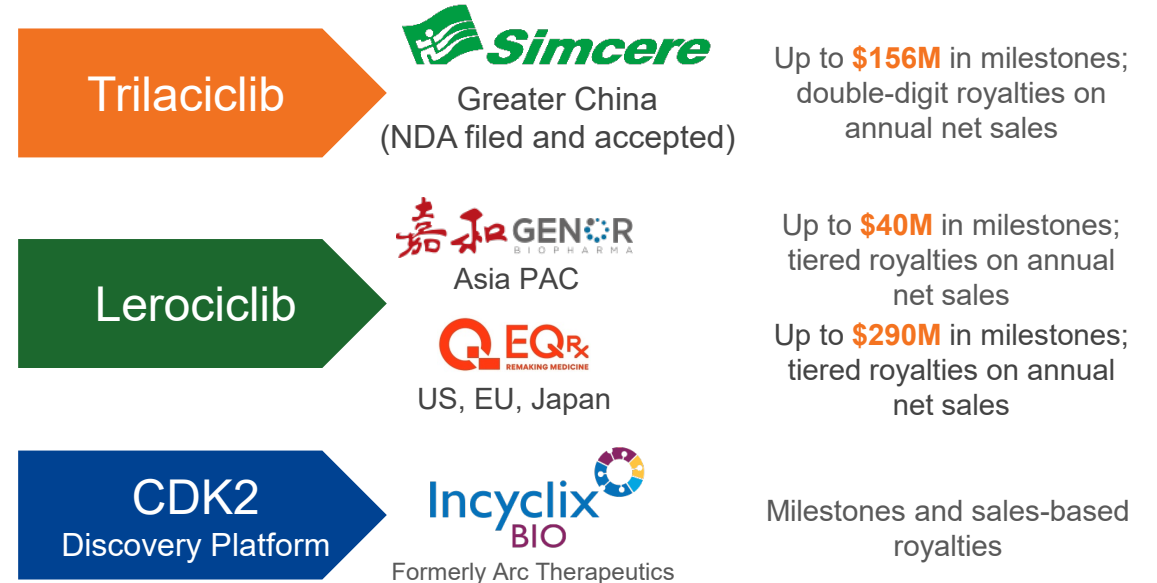 Trilaciclib
Simcere
Greater China
(NDA filed and accepted)
Up to $156M in milestones;
double-digit royalties on
annual net sales
Lerociclib
嘉和 GENOR
BIOPHARMA
Asia PAC
Up to $40M in milestones;
tiered royalties on annual
net sales
EQRx
REMAKING MEDICINE
US, EU, Japan
Up to $290M in milestones;
tiered royalties on annual
net sales
CDK2
Discovery Platform
Incyclix
BIO
Formerly Arc Therapeutics
Milestones and sales-based
royalties